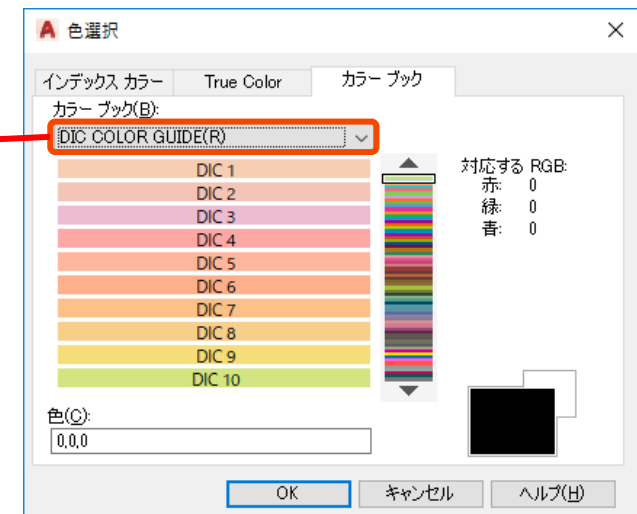 色選択
インデックス カラー True Color カラー ブック
カラー ブック(B):
DIC COLOR GUIDE(R)
DIC 1
DIC 2
DIC 3
DIC 4
DIC 5
DIC 6
DIC 7
DIC 8
DIC 9
DIC 10
対応する RGB:
赤: 0
緑: 0
青: 0
色(C):
0,0,0
OK キャンセル ヘルプ(H)